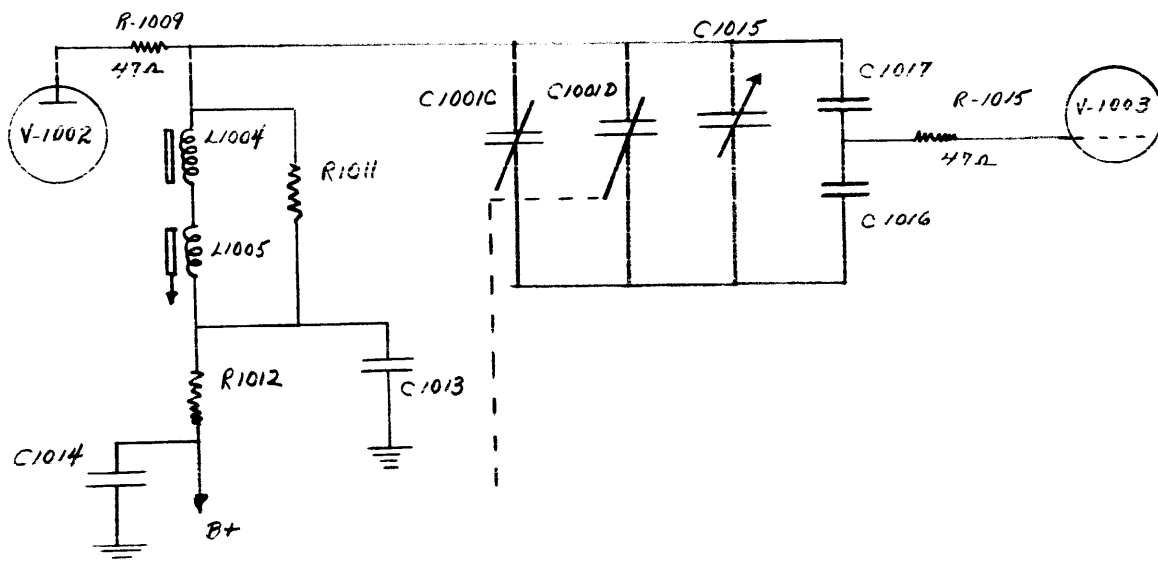 R-1009
47Ω
V-1002
L1004
R1011
L1005
R1012
C1013
C1014
B+
C1001C
C1001D
C1015
C1017
R-1015
47Ω
V-1003
C1016